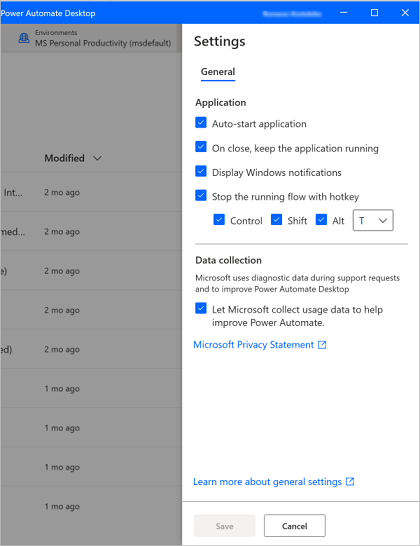 Power Automate Desktop
Environments
MS Personal Productivity (msdefault)
Settings
General
Application
Auto-start application
On close, keep the application running
Display Windows notifications
Stop the running flow with hotkey
Control Shift Alt T
Data collection
Microsoft uses diagnostic data during support requests
and to improve Power Automate Desktop
Let Microsoft collect usage data to help
improve Power Automate.
Microsoft Privacy Statement
Learn more about general settings
Save Cancel
Modified
Int... 2 mo ago
med... 2 mo ago
e) 2 mo ago
2 mo ago
ed) 2 mo ago
1 mo ago
1 mo ago
1 mo ago
1 mo ago